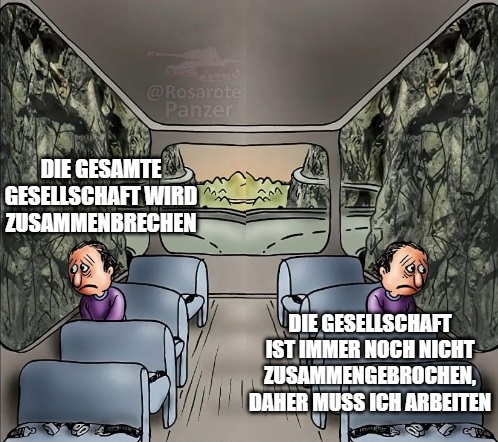 @Rosarote
Panzer
DIE GESAMTE
GESELLSCHAFT WIRD
ZUSAMMENBRECHEN
DIE GESELLSCHAFT
IST IMMER NOCH NICHT
ZUSAMMENGEBROCHEN,
DAHER MUSS ICH ARBEITEN